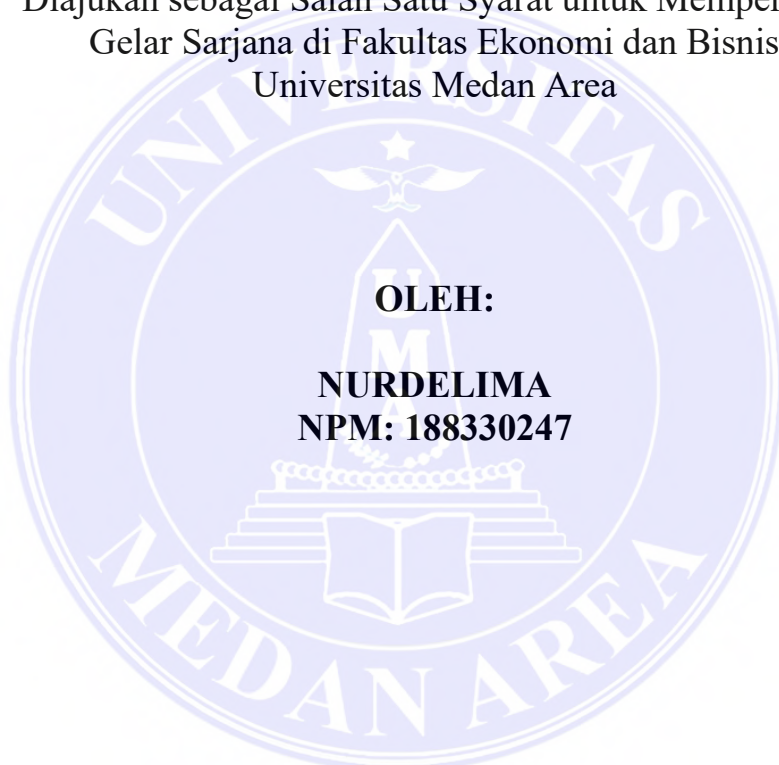 Diajukan sebagai Salah Satu Syarat untuk
Gelar Sarjana di Fakultas Ekonomi dan Bisnis
Universitas Medan Area
UNIVERSITAS
OLEH:
UMA
NURDELIMA
NPM: 188330247
MEDAN AREA